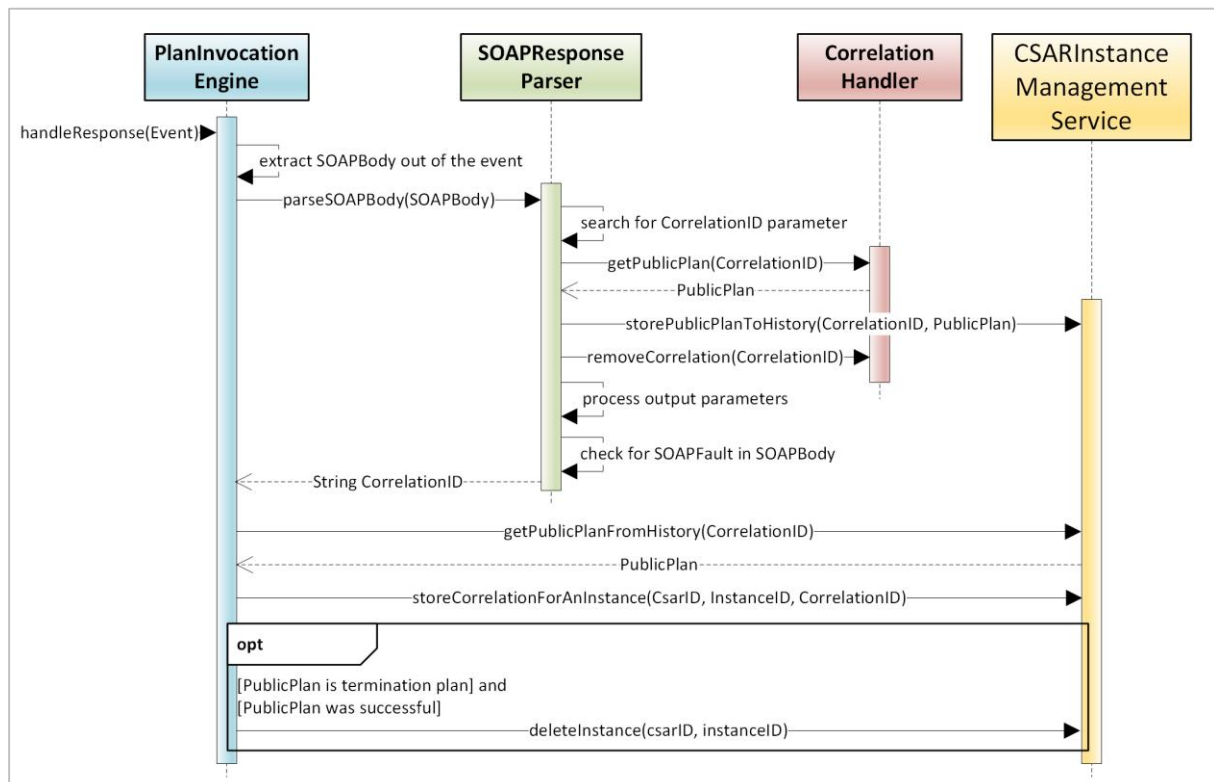 PlanInvocation
Engine
SOAPResponse
Parser
Correlation
Handler
CSARInstance
Management
Service
handleResponse(Event)
extract SOAPBody out of the event
parseSOAPBody(SOAPBody)
search for CorrelationID parameter
getPublicPlan(CorrelationID)
PublicPlan
storePublicPlanToHistory(CorrelationID, PublicPlan)
removeCorrelation(CorrelationID)
process output parameters
check for SOAPFault in SOAPBody
String CorrelationID
getPublicPlanFromHistory(CorrelationID)
PublicPlan
storeCorrelationForAnInstance(CsarID, InstanceID, CorrelationID)
opt
[PublicPlan is termination plan] and
[PublicPlan was successful]
deleteInstance(csarID, instanceID)